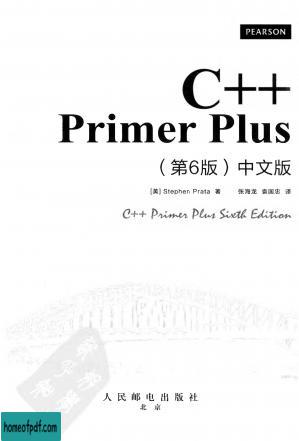 PEARSON
C++
Primer Plus
（第6版）中文版
[美] Stephen Prata 著 张海龙 袁国忠 译
C++ Primer Plus Sixth Edition
人民邮电出版社
北京
homeofpdf.com